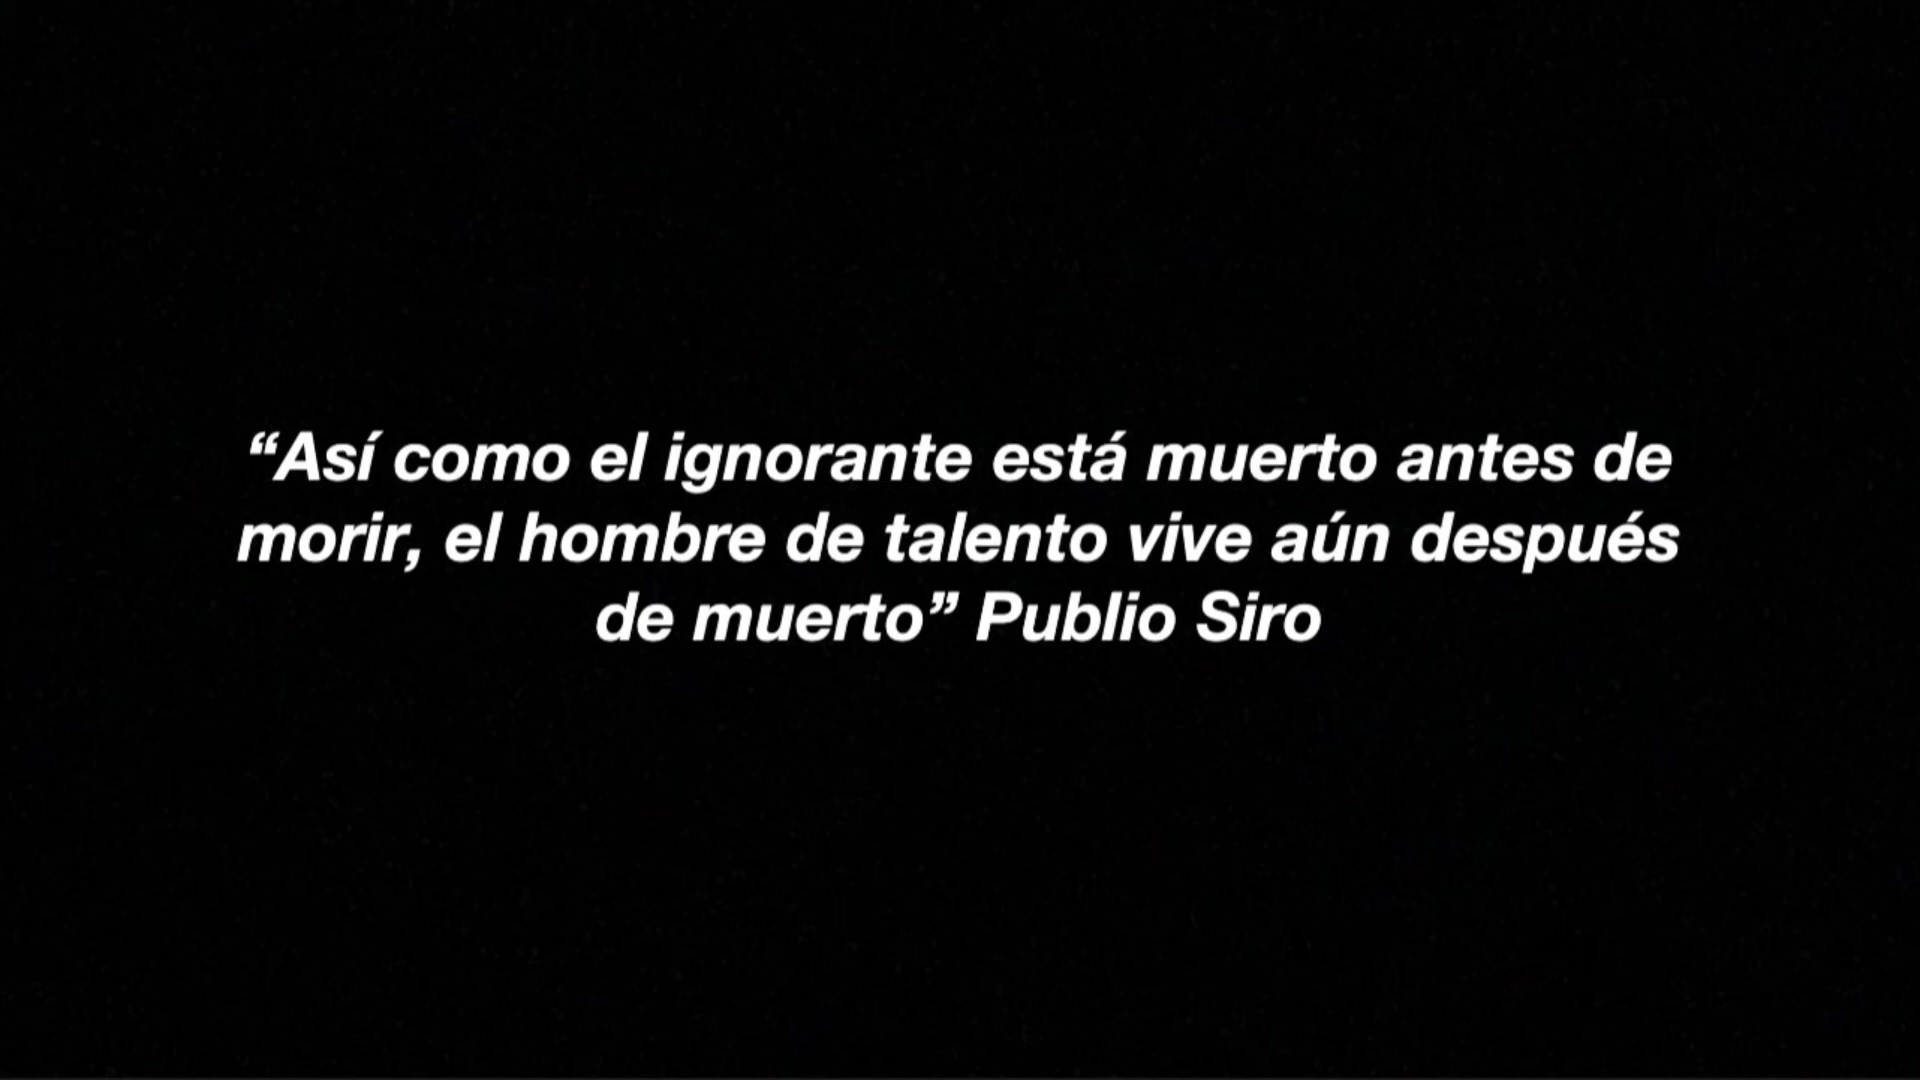 “Así como el ignorante está muerto antes de
morir, el hombre de talento vive aún después
de muerto” Publio Siro